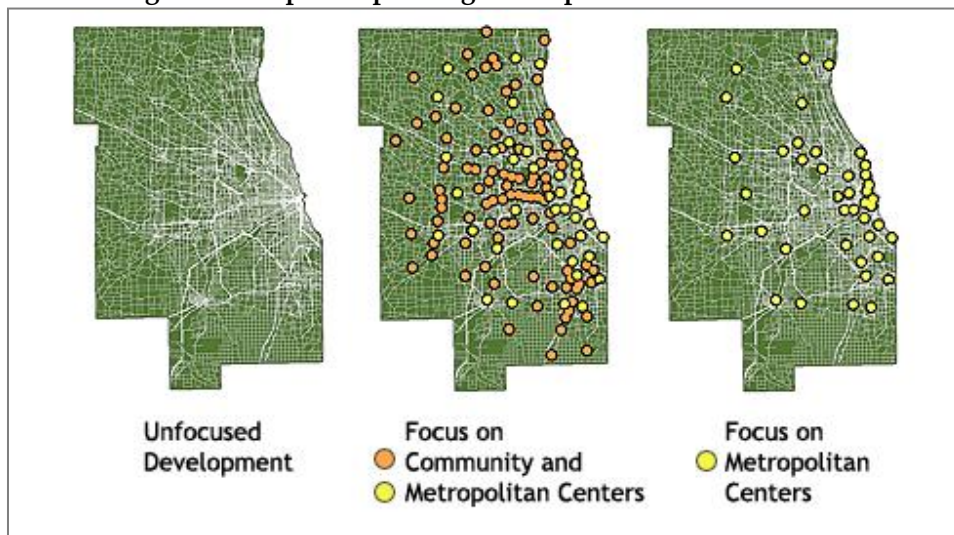 Unfocused
Development
Focus on
Community and
Metropolitan Centers
Focus on
Metropolitan
Centers